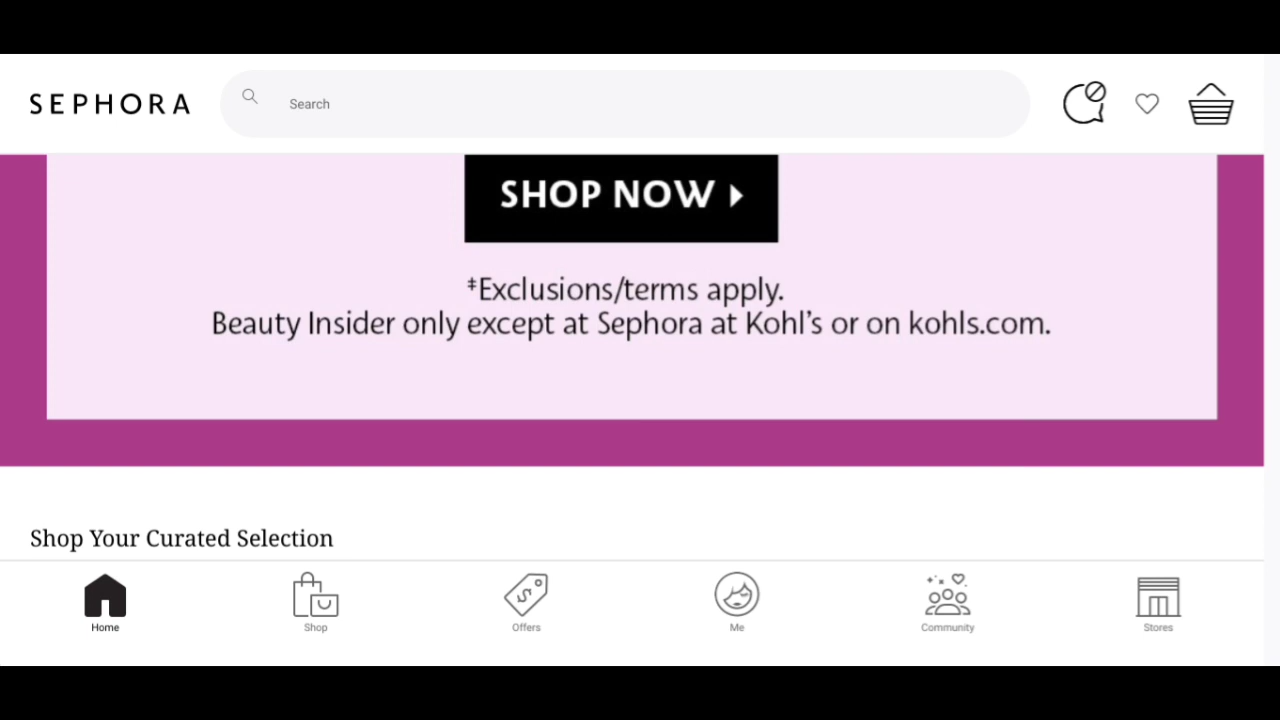 SEPHORA
Search
SHOP NOW
‡Exclusions/terms apply.
Beauty Insider only except at Sephora at Kohl’s or on kohls.com.
Shop Your Curated Selection
Home
Shop
Offers
Me
Community
Stores